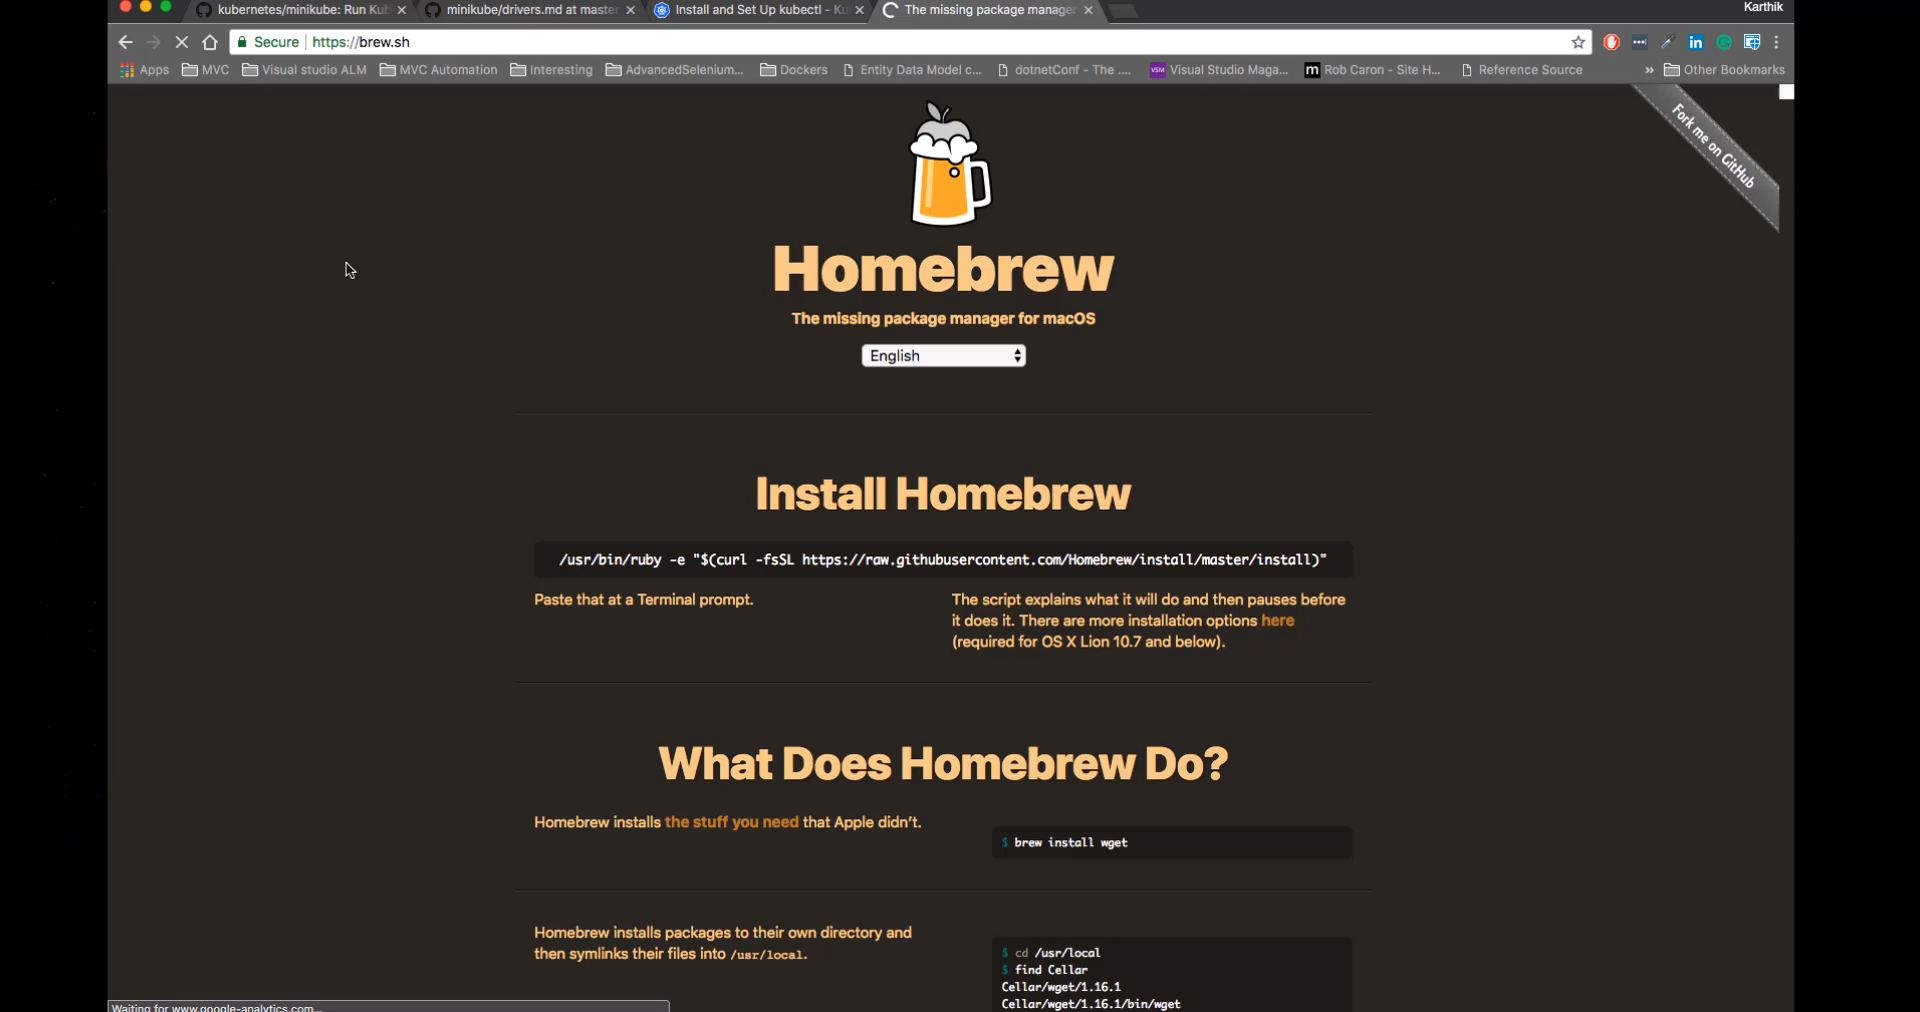 Karthik
kubernetes/minikube: Run Kub
minikube/drivers.md at master
Install and Set Up kubectl - Ku
The missing package manage
Secure
https://brew.sh
Apps
MVC
Visual studio ALM
MVC Automation
Interesting
AdvancedSelenium...
Dockers
Entity Data Model c...
dotnetConf - The ....
VSM
Visual Studio Maga...
m
Rob Caron - Site H...
Reference Source
»
Other Bookmarks
in
Fork me on GitHub
Homebrew
The missing package manager for macOS
English
Install Homebrew
/usr/bin/ruby -e "$(curl -fsSL https://raw.githubusercontent.com/Homebrew/install/master/install)"
Paste that at a Terminal prompt.
The script explains what it will do and then pauses before
it does it. There are more installation options here
(required for OS X Lion 10.7 and below).
What Does Homebrew Do?
Homebrew installs the stuff you need that Apple didn’t.
$ brew install wget
Homebrew installs packages to their own directory and
then symlinks their files into /usr/local.
$ cd /usr/local
$ find Cellar
Cellar/wget/1.16.1
Cellar/wget/1.16.1/bin/wget
Waiting for www.google-analytics.com...